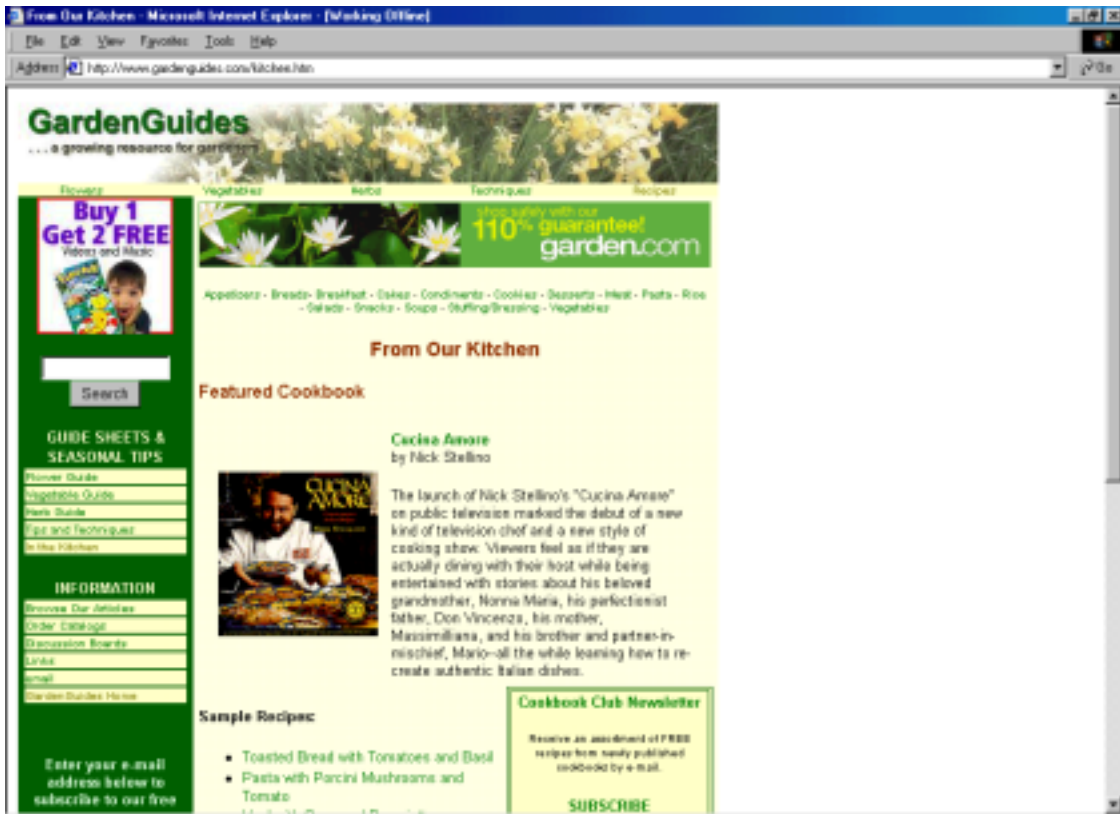 From Our Kitchen - Microsoft Internet Explorer - [Working Offline]
File Edit View Favorites Tools Help
Address http://www.gardenguides.com/kitchen.htm Go
GardenGuides
. . . a growing resource for gardeners
Flowers Vegetables Herbs Techniques Recipes
Buy 1
Get 2 FREE
Videos and Music
shop safely with our
110% guarantee!
garden.com
Appetizers - Breads- Breakfast - Cakes - Condiments - Cookies - Desserts - Meat - Pasta - Rice
- Salads - Snacks - Soups - Stuffing/Dressing - Vegetables
From Our Kitchen
Search
Featured Cookbook
GUIDE SHEETS &
SEASONAL TIPS
Flower Guide
Vegetable Guide
Herb Guide
Tips and Techniques
In the Kitchen
INFORMATION
Browse Our Articles
Order Catalogs
Discussion Boards
Links
email
GardenGuides Home
Enter your e-mail
address below to
subscribe to our free
CUCINA
AMORE
Cucina Amore
by Nick Stellino
The launch of Nick Stellino's "Cucina Amore"
on public television marked the debut of a new
kind of television chef and a new style of
cooking show. Viewers feel as if they are
actually dining with their host while being
entertained with stories about his beloved
grandmother, Nonna Maria, his perfectionist
father, Don Vincenzo, his mother,
Massimilliana, and his brother and partner-in-
mischief, Mario--all the while learning how to re-
create authentic Italian dishes.
Sample Recipes:
Toasted Bread with Tomatoes and Basil
Pasta with Porcini Mushrooms and
Tomato
Cookbook Club Newsletter
Receive an assortment of FREE
recipes from newly published
cookbooks by e-mail.
SUBSCRIBE